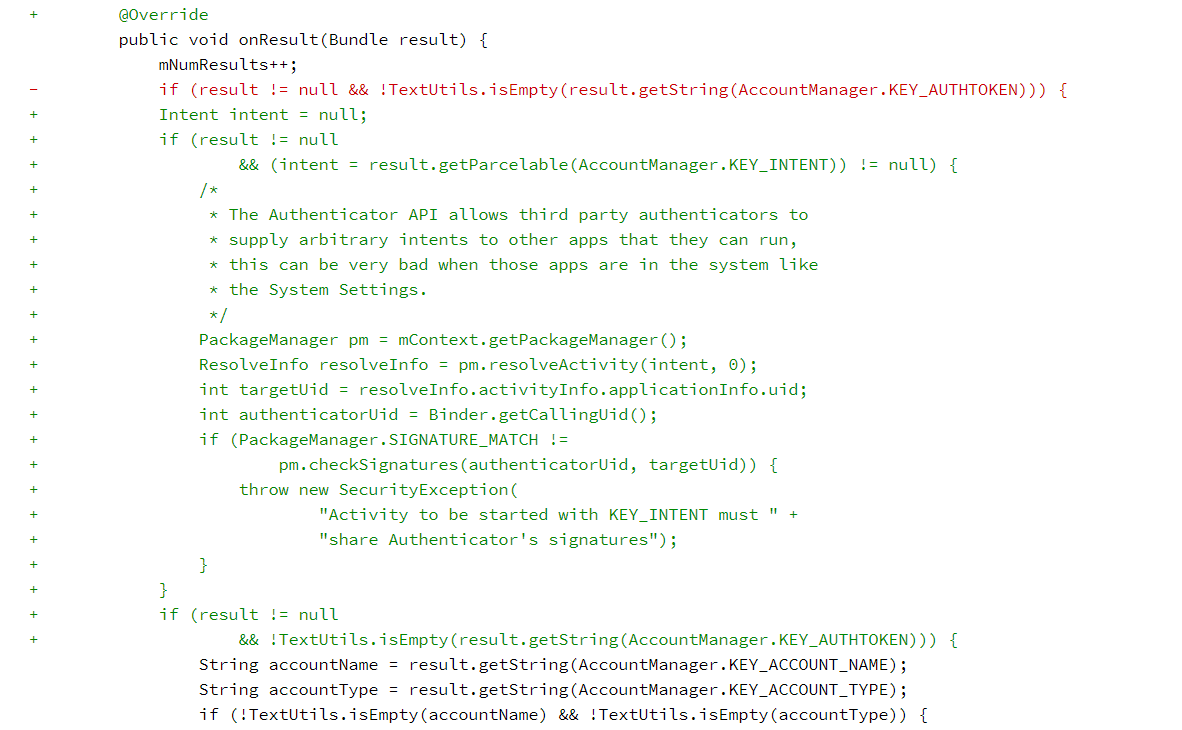 +        @Override
         public void onResult(Bundle result) {
             mNumResults++;
-            if (result != null && !TextUtils.isEmpty(result.getString(AccountManager.KEY_AUTHTOKEN))) {
+            Intent intent = null;
+            if (result != null
+                    && (intent = result.getParcelable(AccountManager.KEY_INTENT)) != null) {
+                /*
+                 * The Authenticator API allows third party authenticators to
+                 * supply arbitrary intents to other apps that they can run,
+                 * this can be very bad when those apps are in the system like
+                 * the System Settings.
+                 */
+                PackageManager pm = mContext.getPackageManager();
+                ResolveInfo resolveInfo = pm.resolveActivity(intent, 0);
+                int targetUid = resolveInfo.activityInfo.applicationInfo.uid;
+                int authenticatorUid = Binder.getCallingUid();
+                if (PackageManager.SIGNATURE_MATCH !=
+                        pm.checkSignatures(authenticatorUid, targetUid)) {
+                    throw new SecurityException(
+                            "Activity to be started with KEY_INTENT must " +
+                            "share Authenticator's signatures");
+                }
+            }
+            if (result != null
+                    && !TextUtils.isEmpty(result.getString(AccountManager.KEY_AUTHTOKEN))) {
                 String accountName = result.getString(AccountManager.KEY_ACCOUNT_NAME);
                 String accountType = result.getString(AccountManager.KEY_ACCOUNT_TYPE);
                 if (!TextUtils.isEmpty(accountName) && !TextUtils.isEmpty(accountType)) {